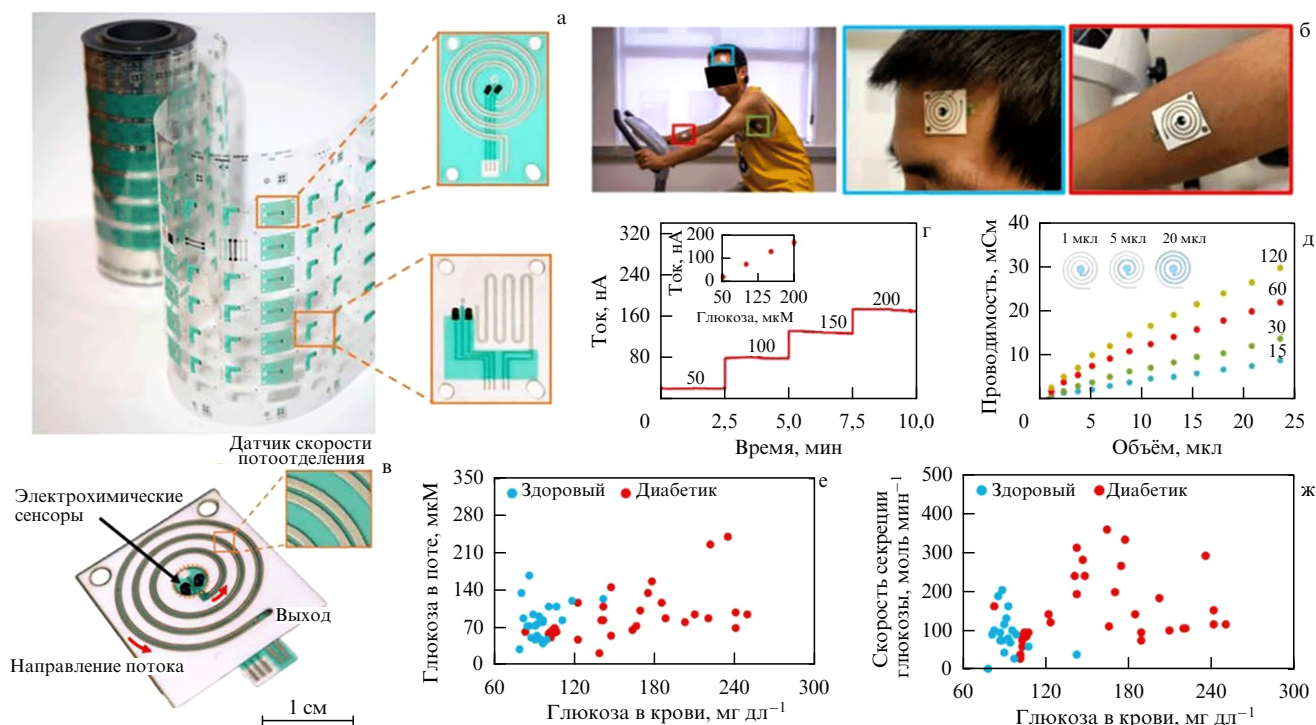 а
б
г
320
240
160
80
0
Ток, нА
200
100
0
Ток, нА
50
125
200
Глюкоза, мкМ
50
100
150
200
2,5
5,0
7,5
10,0
Время, мин
д
40
30
20
10
0
Проводимость, мСм
1 мкл
5 мкл
20 мкл
120
60
30
15
5
10
15
20
25
Объём, мкл
в
Датчик скорости
потоотделения
Электрохимические
сенсоры
Выход
Направление потока
1 см
е
350
280
210
140
70
0
Глюкоза в поте, мкМ
Здоровый
Диабетик
60
120
180
240
300
Глюкоза в крови, мг дл⁻¹
ж
500
400
300
200
100
0
Скорость секреции
глюкозы, моль мин⁻¹
Здоровый
Диабетик
60
120
180
240
300
Глюкоза в крови, мг дл⁻¹